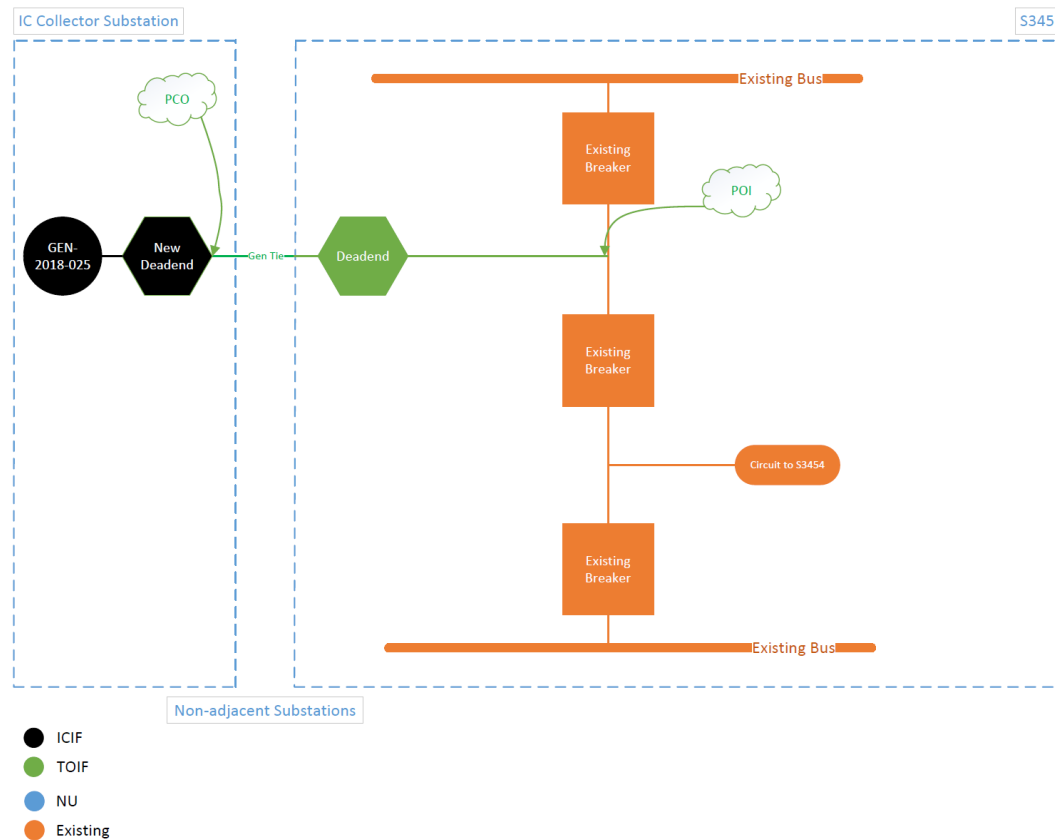 IC Collector Substation
S345
Existing Bus
PCO
Existing
Breaker
POI
GEN-
2018-025
New
Deadend
Gen Tie
Deadend
Existing
Breaker
Circuit to S3454
Existing
Breaker
Existing Bus
Non-adjacent Substations
ICIF
TOIF
NU
Existing